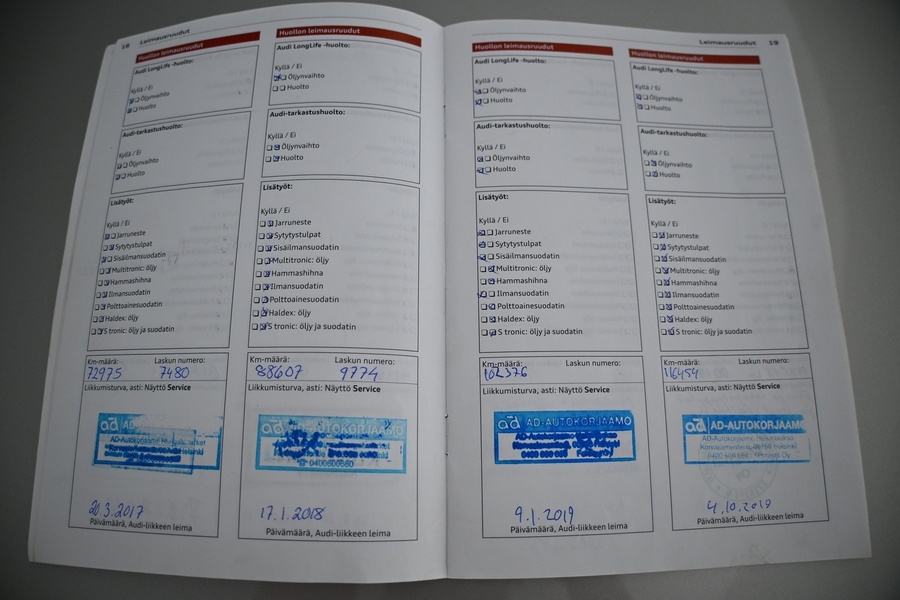 18 Leimausruudut
Huollon leimausruudut
Audi LongLife -huolto:
Kyllä / Ei
Öljynvaihto
Huolto
Audi-tarkastushuolto:
Kyllä / Ei
Öljynvaihto
Huolto
Lisätyöt:
Kyllä / Ei
Jarruneste
Sytytystulpat
Sisäilmansuodatin
Multitronic: öljy
Hammashihna
Ilmansuodatin
Polttoainesuodatin
Haldex: öljy
S tronic: öljy ja suodatin
Km-määrä: Laskun numero:
72975 7480
Liikkumisturva, asti: Näyttö Service
ad AD-AUTOKORJAAMO
20.3.2017
Päivämäärä, Audi-liikkeen leima
Huollon leimausruudut
Audi LongLife -huolto:
Kyllä / Ei
Öljynvaihto
Huolto
Audi-tarkastushuolto:
Kyllä / Ei
Öljynvaihto
Huolto
Lisätyöt:
Kyllä / Ei
Jarruneste
Sytytystulpat
Sisäilmansuodatin
Multitronic: öljy
Hammashihna
Ilmansuodatin
Polttoainesuodatin
Haldex: öljy
S tronic: öljy ja suodatin
Km-määrä: Laskun numero:
88607 9774
Liikkumisturva, asti: Näyttö Service
ad AD-AUTOKORJAAMO
17.1.2018
Päivämäärä, Audi-liikkeen leima
Leimausruudut 19
Huollon leimausruudut
Audi LongLife -huolto:
Kyllä / Ei
Öljynvaihto
Huolto
Audi-tarkastushuolto:
Kyllä / Ei
Öljynvaihto
Huolto
Lisätyöt:
Kyllä / Ei
Jarruneste
Sytytystulpat
Sisäilmansuodatin
Multitronic: öljy
Hammashihna
Ilmansuodatin
Polttoainesuodatin
Haldex: öljy
S tronic: öljy ja suodatin
Km-määrä: Laskun numero:
102376
Liikkumisturva, asti: Näyttö Service
ad AD-AUTOKORJAAMO
9.1.2019
Päivämäärä, Audi-liikkeen leima
Huollon leimausruudut
Audi LongLife -huolto:
Kyllä / Ei
Öljynvaihto
Huolto
Audi-tarkastushuolto:
Kyllä / Ei
Öljynvaihto
Huolto
Lisätyöt:
Kyllä / Ei
Jarruneste
Sytytystulpat
Sisäilmansuodatin
Multitronic: öljy
Hammashihna
Ilmansuodatin
Polttoainesuodatin
Haldex: öljy
S tronic: öljy ja suodatin
Km-määrä: Laskun numero:
116454
Liikkumisturva, asti: Näyttö Service
ad AD-AUTOKORJAAMO
4.10.2019
Päivämäärä, Audi-liikkeen leima